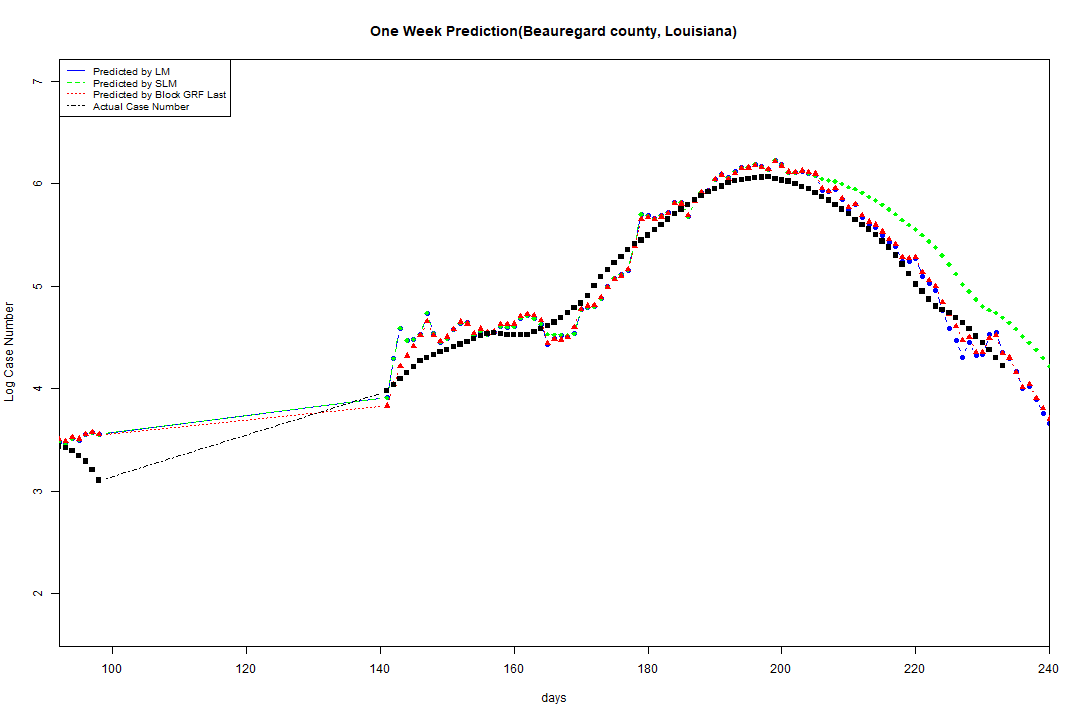 One Week Prediction(Beauregard county, Louisiana)
Predicted by LM
Predicted by SLM
Predicted by Block GRF Last
Actual Case Number
7
6
5
4
3
2
Log Case Number
100 120 140 160 180 200 220 240
days